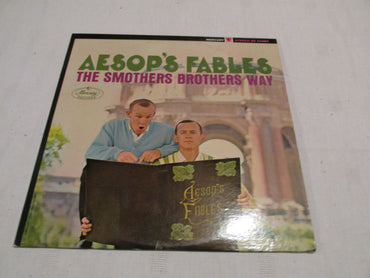 AESOP'S FABLES
THE SMOTHERS BROTHERS WAY
Mercury
AESOP'S
FABLES